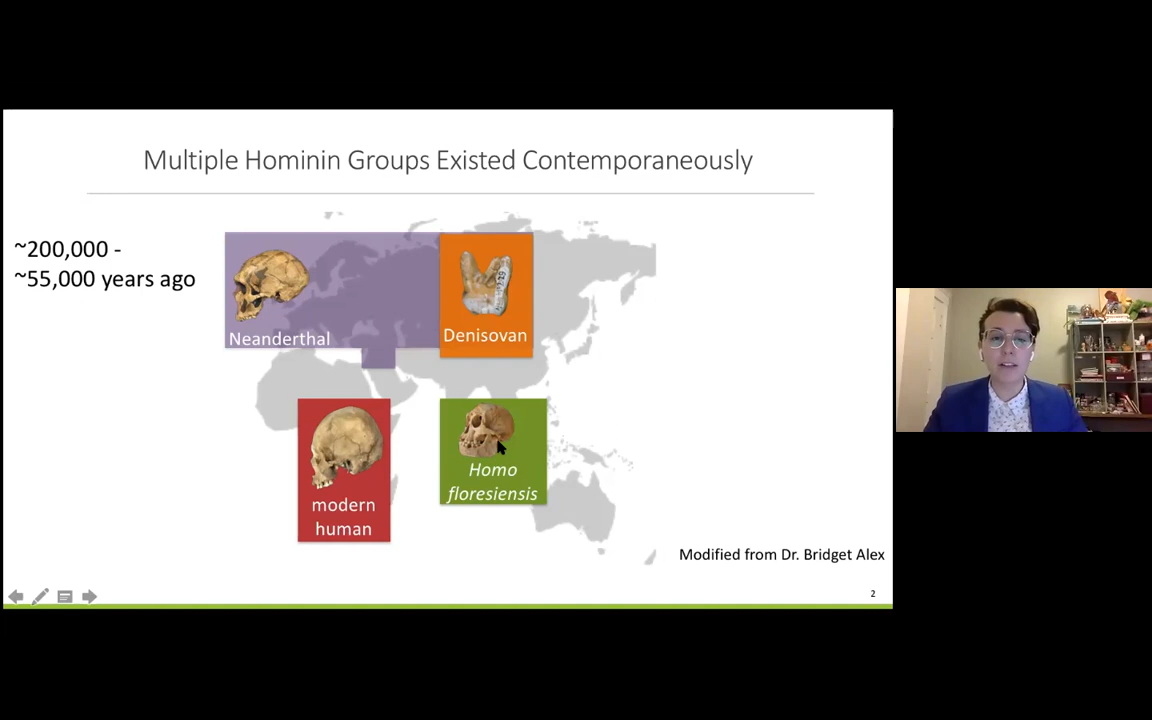 Multiple Hominin Groups Existed Contemporaneously
~200,000 -
~55,000 years ago
Neanderthal
Denisovan
modern
human
Homo
floresiensis
Modified from Dr. Bridget Alex
2